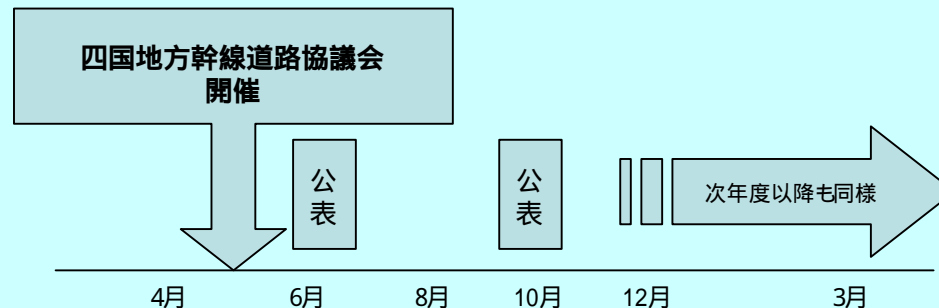 四国地方幹線道路協議会
開催
公
表
公
表
次年度以降も同様
4月
6月
8月
10月
12月
3月